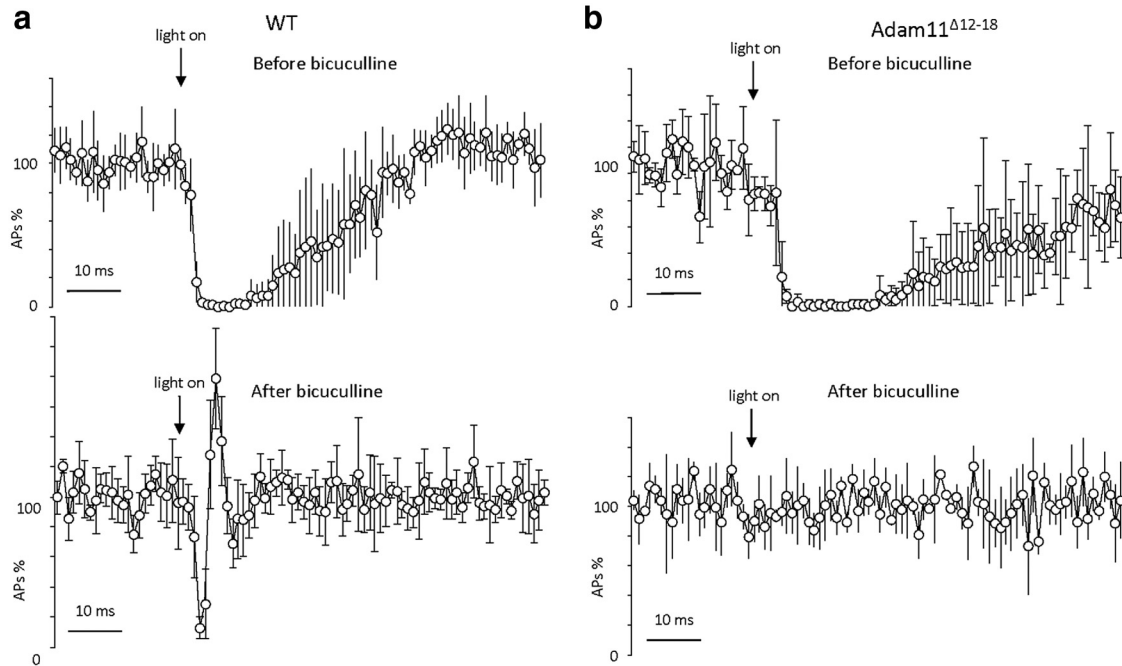 a
WT
light on
Before bicuculline
100
APs %
10 ms
0
light on
After bicuculline
100
APs %
10 ms
0
b
Adam11Δ12-18
light on
Before bicuculline
100
APs %
10 ms
0
light on
After bicuculline
100
APs %
10 ms
0